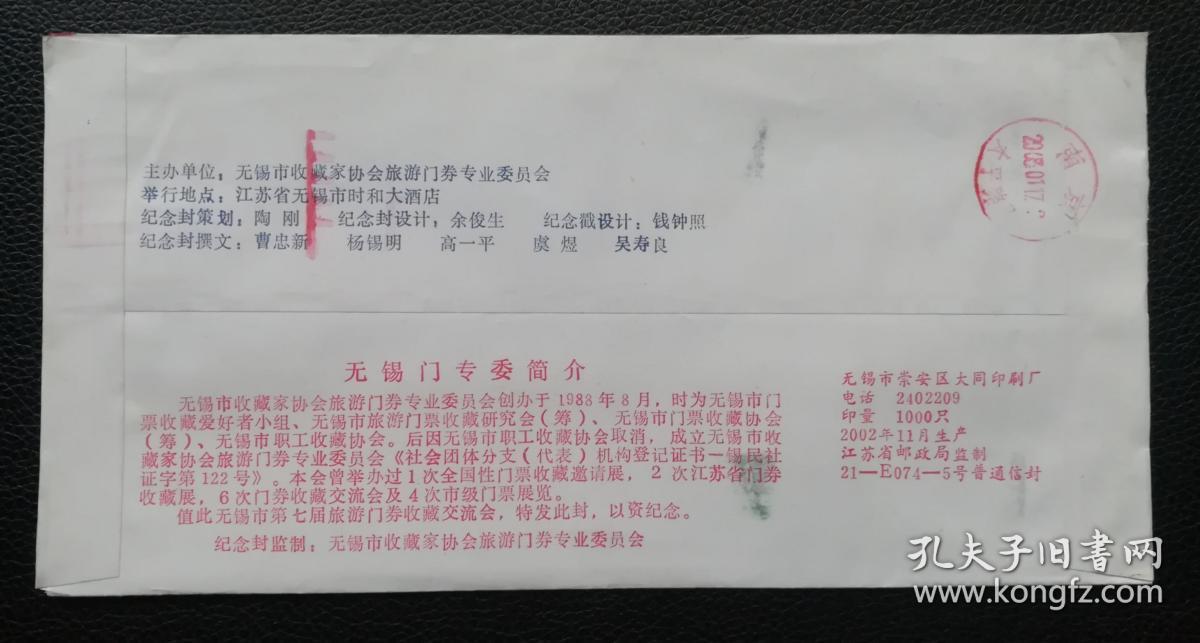 主办单位：无锡市收藏家协会旅游门券专业委员会
举行地点：江苏省无锡市时和大酒店
纪念封策划：陶 刚 纪念封设计：余俊生 纪念戳设计：钱钟照
纪念封撰文：曹忠新 杨锡明 高一平 虞 煜 吴寿良
南京
无锡门专委简介
无锡市收藏家协会旅游门券专业委员会创办于1988年8月，时为无锡市门
票收藏爱好者小组、无锡市旅游门票收藏研究会（筹）、无锡市门票收藏协会
（筹）、无锡市职工收藏协会。后因无锡市职工收藏协会取消，成立无锡市收
藏家协会旅游门券专业委员会《社会团体分支（代表）机构登记证书—锡民社
证字第122号》。本会曾举办过1次全国性门票收藏邀请展，2次江苏省门券
收藏展，6次门券收藏交流会及4次市级门票展览。
值此无锡市第七届旅游门券收藏交流会，特发此封，以资纪念。
纪念封监制：无锡市收藏家协会旅游门券专业委员会
无锡市崇安区大同印刷厂
电话 2402209
印量 1000只
2002年11月生产
江苏省邮政局监制
21—E074—5号普通信封
孔夫子旧书网
www.kongfz.com